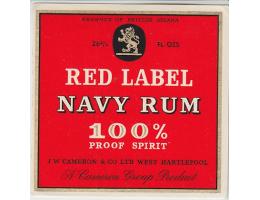 PRODUCE OF BRITISH GUIANA
26⅔ FL. OZS
RED LABEL
NAVY RUM
100%
PROOF SPIRIT
J W CAMERON & CO LTD WEST HARTLEPOOL
A Cameron Group Product